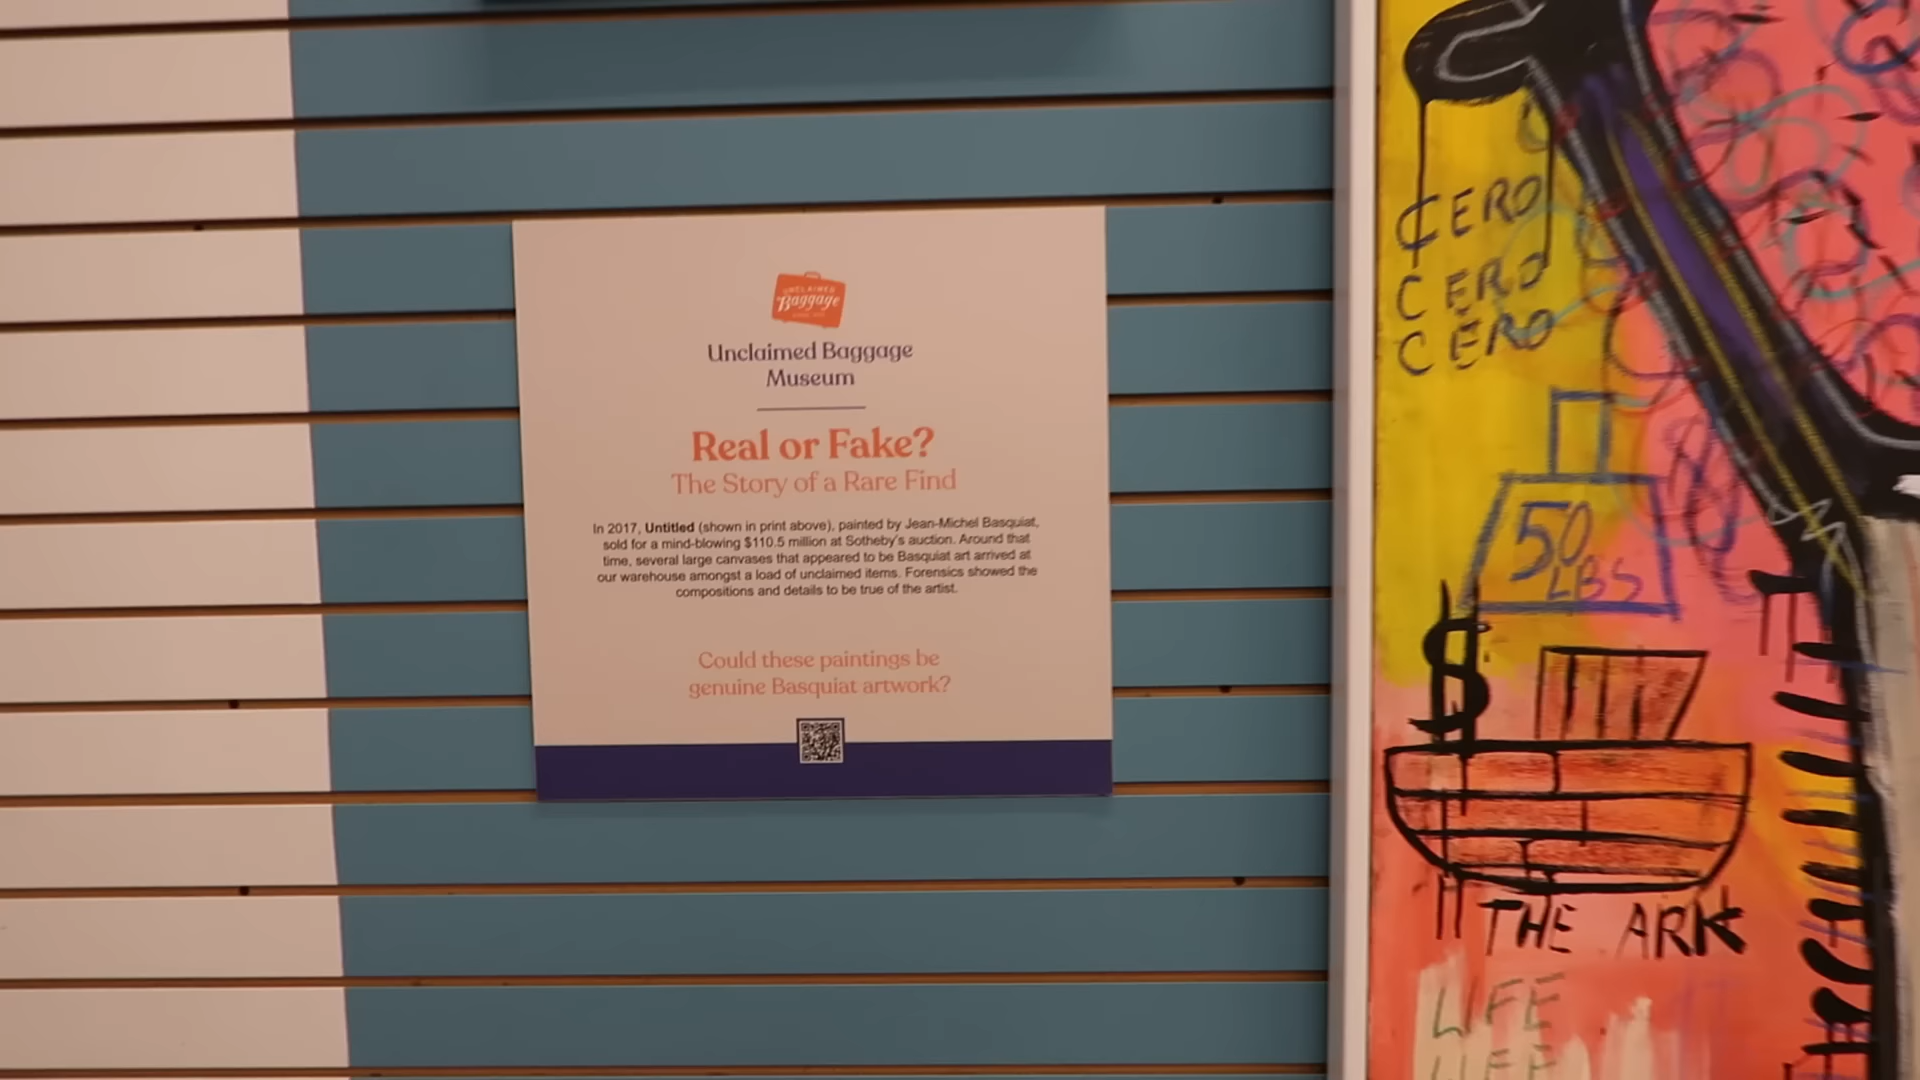 UNCLAIMED
Baggage
Unclaimed Baggage
Museum
Real or Fake?
The Story of a Rare Find
In 2017, Untitled (shown in print above), painted by Jean-Michel Basquiat,
sold for a mind-blowing $110.5 million at Sotheby's auction. Around that
time, several large canvases that appeared to be Basquiat art arrived at
our warehouse amongst a load of unclaimed items. Forensics showed the
compositions and details to be true of the artist.
Could these paintings be
genuine Basquiat artwork?
CERO
CERO
CERO
50
LBS
$
THE ARK
LIFE
LIFE